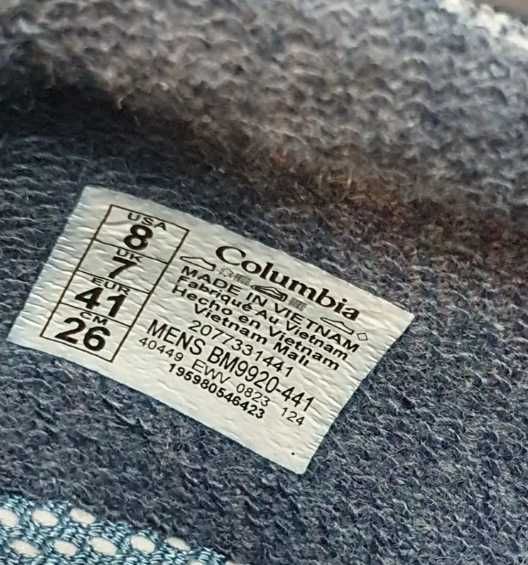 USA
8
UK
7
EUR
41
CM
26
Columbia
MADE IN VIETNAM
Fabriqué Au Vietnam
Hecho en Vietnam
Vietnam Mali
2077331441
MENS BM9920-441
40449 EWV 0823 124
195980546423